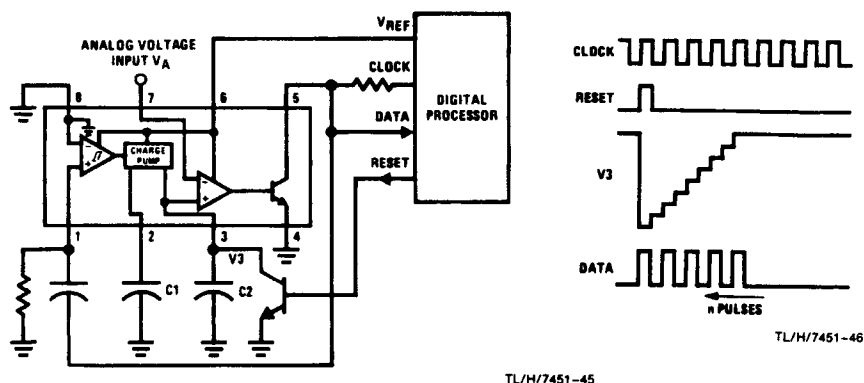 ANALOG VOLTAGE
INPUT VA
VREF
CLOCK
DATA
RESET
DIGITAL
PROCESSOR
8
7
6
5
CHARGE
PUMP
1
2
3
4
V3
C1
C2
TL/H/7451-45
CLOCK
RESET
V3
DATA
n PULSES
TL/H/7451-46